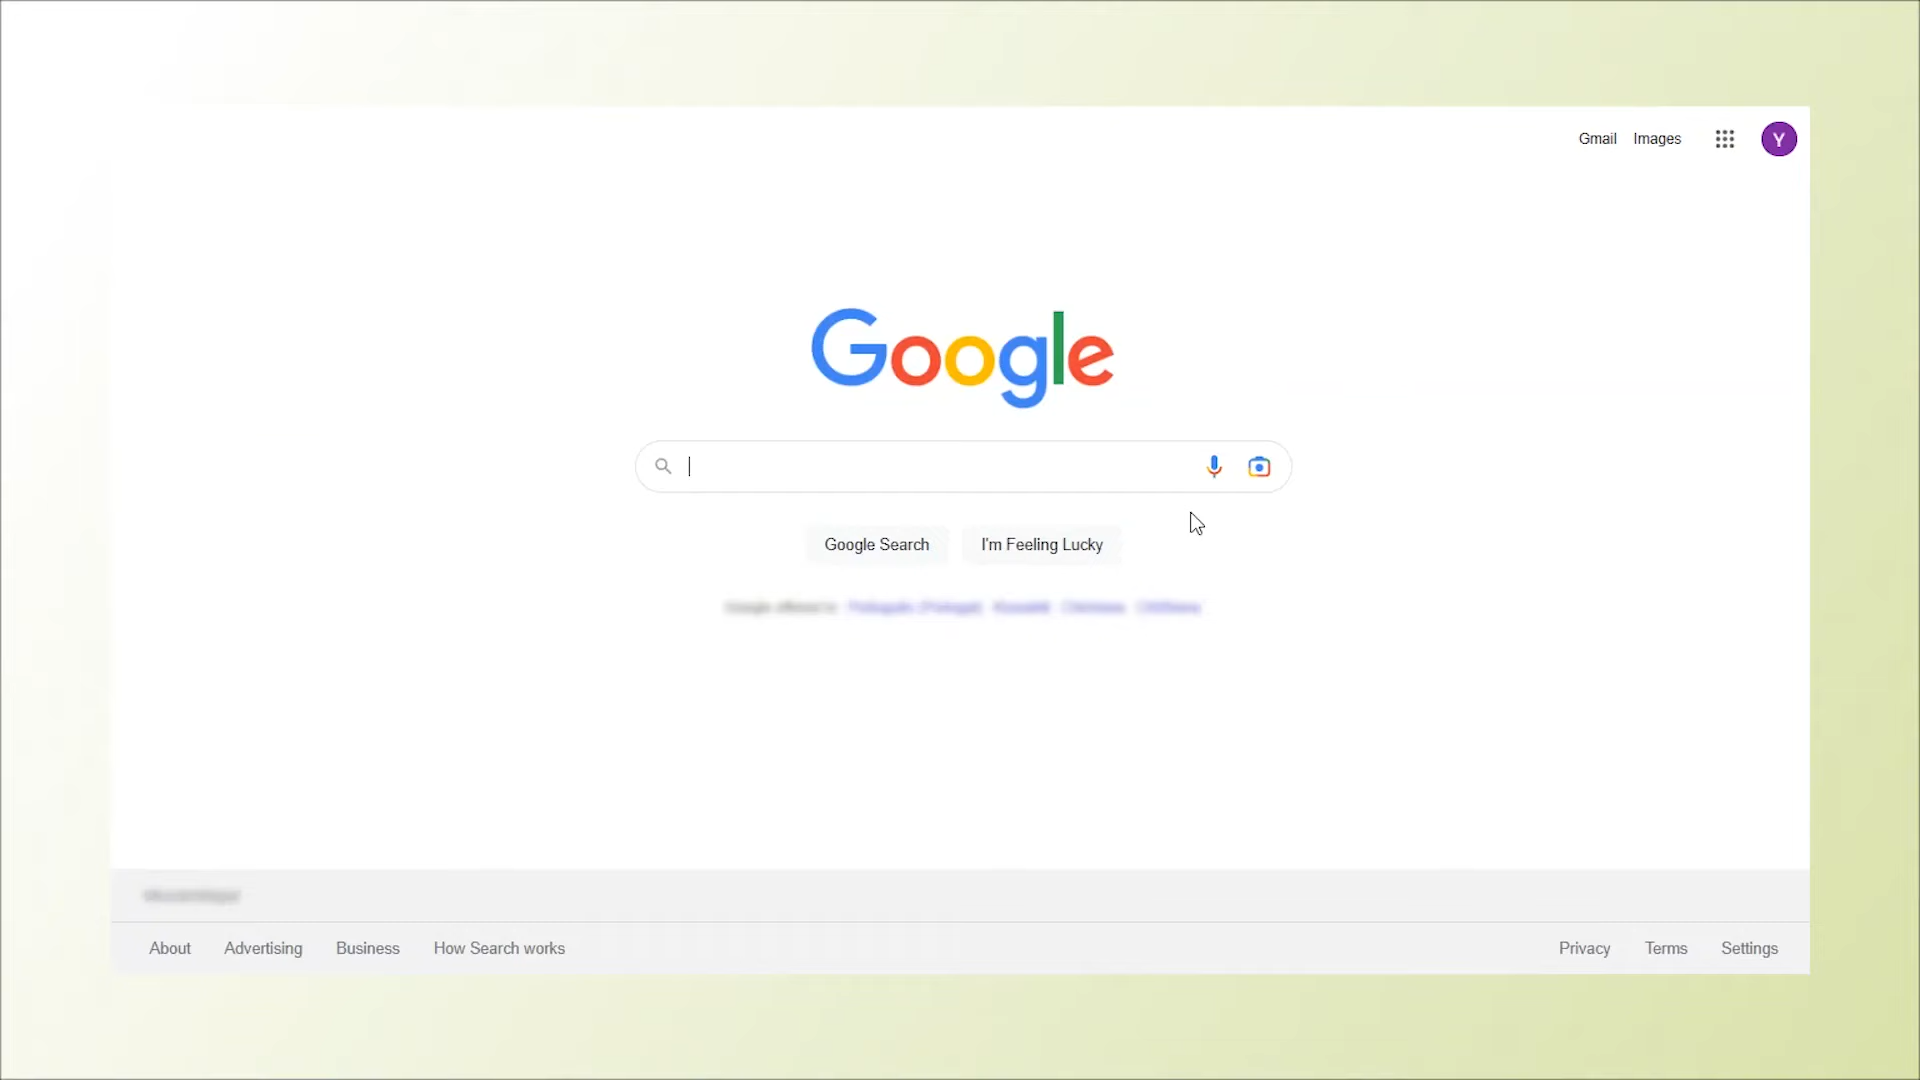 Gmail Images
Y
Google
Google Search I'm Feeling Lucky
About Advertising Business How Search works Privacy Terms Settings